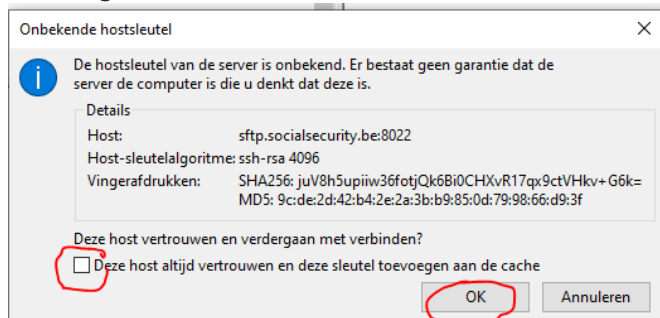 Onbekende hostsleutel
De hostsleutel van de server is onbekend. Er bestaat geen garantie dat de
server de computer is die u denkt dat deze is.
Details
Host: sftp.socialsecurity.be:8022
Host-sleutelalgoritme: ssh-rsa 4096
Vingerafdrukken: SHA256: juV8h5upiiw36fotjQk6Bi0CHXvR17qx9ctVHkv+G6k=
MD5: 9c:de:2d:42:b4:2e:2a:3b:b9:85:0d:79:98:66:d9:3f
Deze host vertrouwen en verdergaan met verbinden?
Deze host altijd vertrouwen en deze sleutel toevoegen aan de cache
OK Annuleren